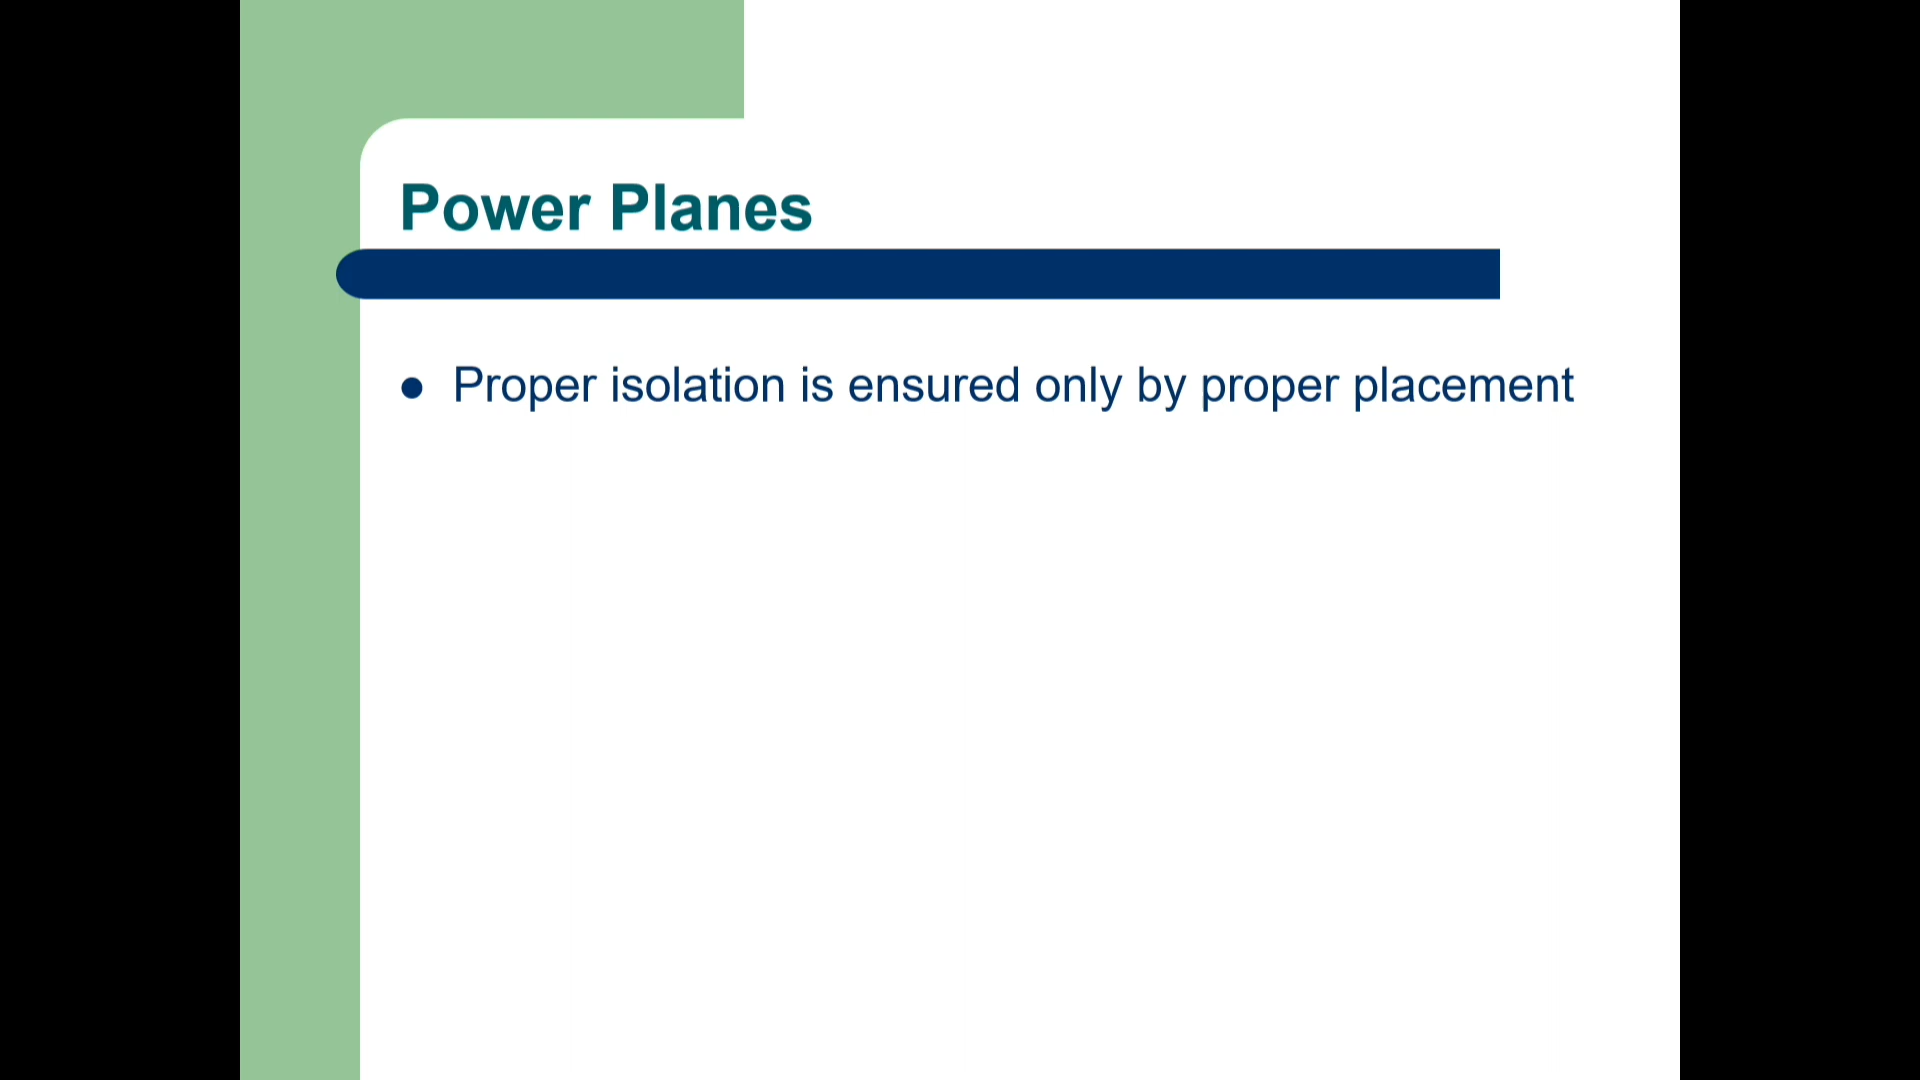 Power Planes
● Proper isolation is ensured only by proper placement